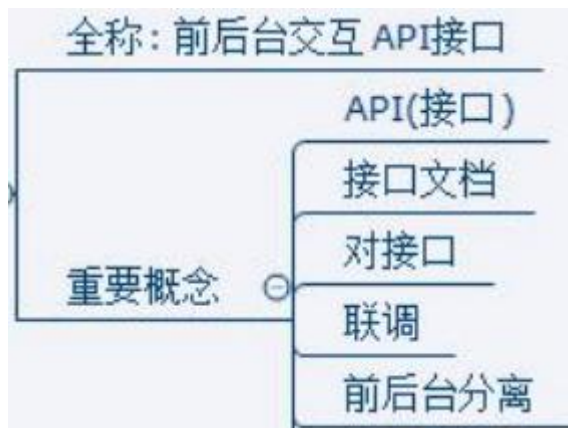 全称：前后台交互 API接口
API(接口)
接口文档
对接口
重要概念
联调
前后台分离